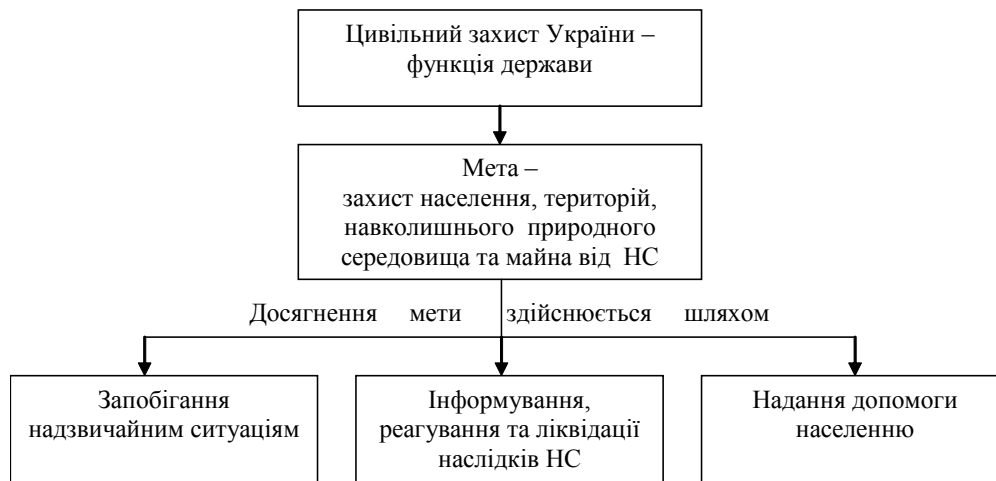 Цивільний захист України –
функція держави
Мета –
захист населення, територій,
навколишнього природного
середовища та майна від НС
Досягнення мети здійснюється шляхом
Запобігання
надзвичайним ситуаціям
Інформування,
реагування та ліквідації
наслідків НС
Надання допомоги
населенню